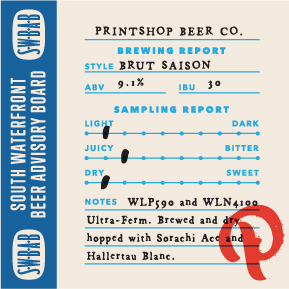 SWBAB
SOUTH WATERFRONT
BEER ADVISORY BOARD
SWBAB
PRINTSHOP BEER CO.
BREWING REPORT
STYLE BRUT SAISON
ABV 9.1% IBU 30
SAMPLING REPORT
LIGHT DARK
JUICY BITTER
DRY SWEET
NOTES WLP590 and WLN4100
Ultra-Ferm. Brewed and dry
hopped with Sorachi Ace and
Hallertau Blanc.
P